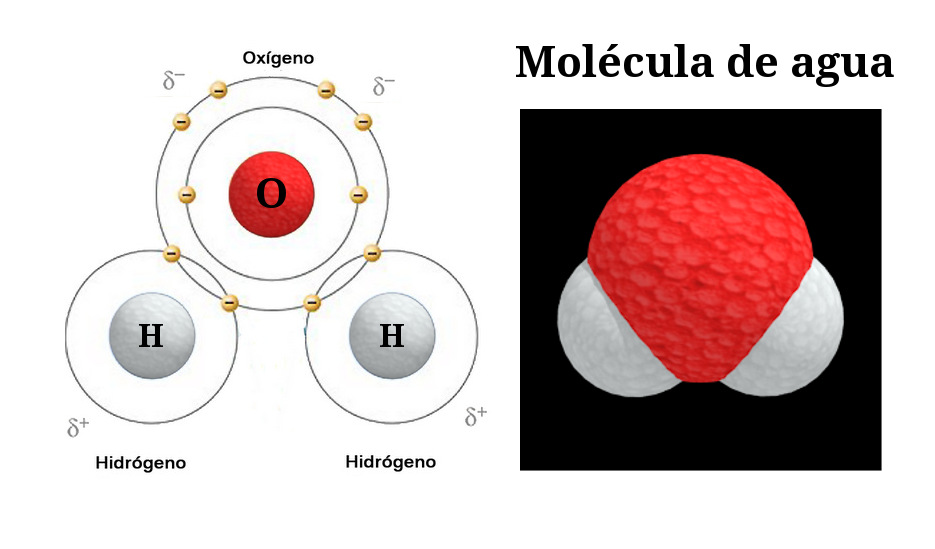 Molécula de agua
Oxígeno
δ⁻
δ⁻
O
H
H
δ⁺
δ⁺
Hidrógeno
Hidrógeno